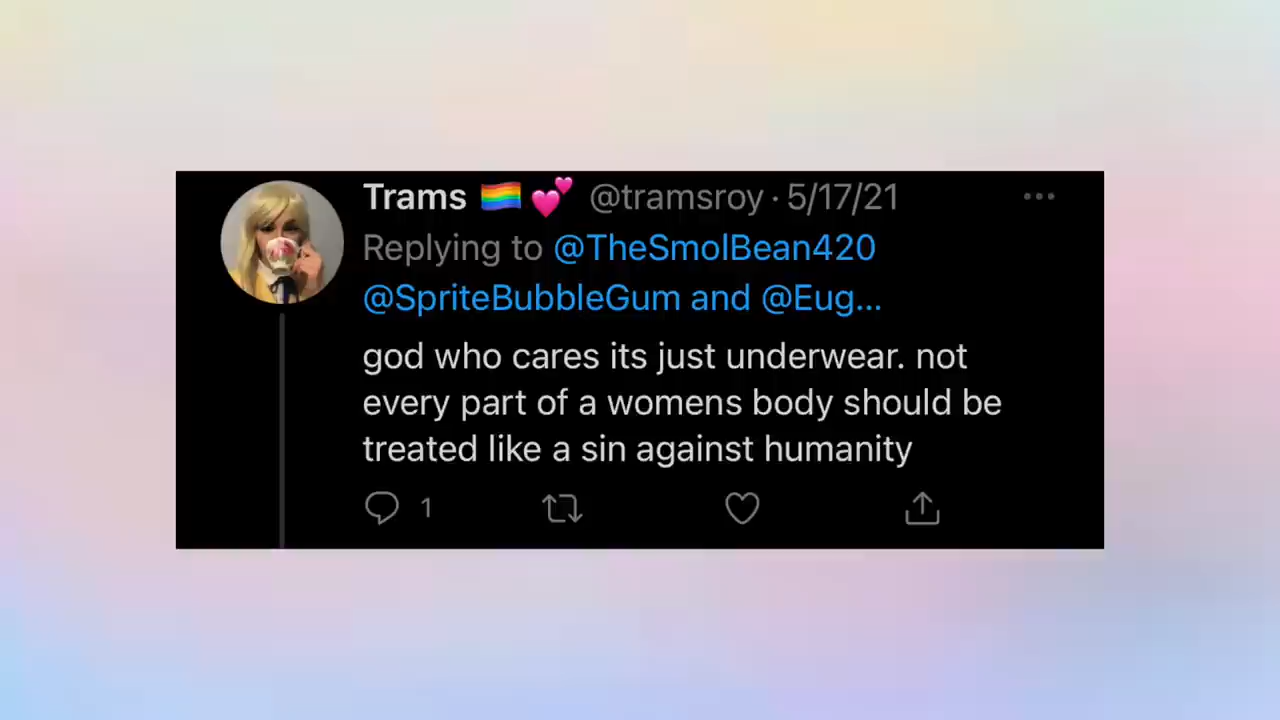 Trams 🏳️‍🌈 💕 @tramsroy · 5/17/21
Replying to @TheSmolBean420
@SpriteBubbleGum and @Eug...
god who cares its just underwear. not
every part of a womens body should be
treated like a sin against humanity
1